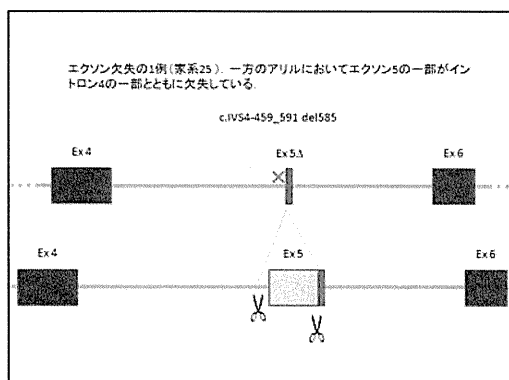 エクソン欠失の1例(家系25)．一方のアリルにおいてエクソン5の一部がイン
トロン4の一部とともに欠失している.
c.IVS4-459_591 del585
Ex 4
Ex 5Δ
Ex 6
Ex 4
Ex 5
Ex 6